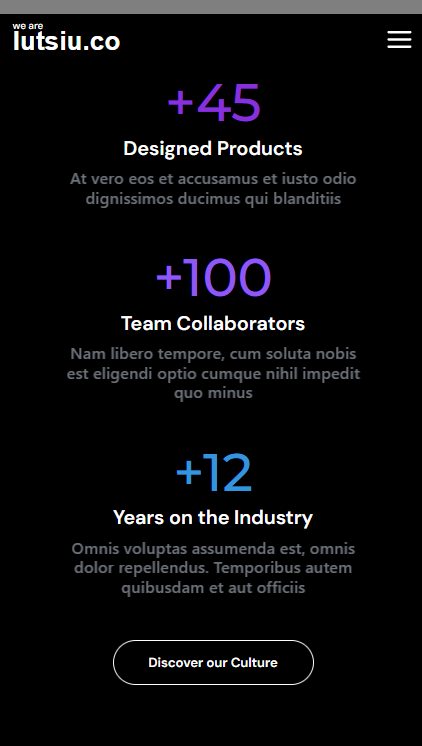 we are
lutsiu.co
+45
Designed Products
At vero eos et accusamus et iusto odio
dignissimos ducimus qui blanditiis
+100
Team Collaborators
Nam libero tempore, cum soluta nobis
est eligendi optio cumque nihil impedit
quo minus
+12
Years on the Industry
Omnis voluptas assumenda est, omnis
dolor repellendus. Temporibus autem
quibusdam et aut officiis
Discover our Culture